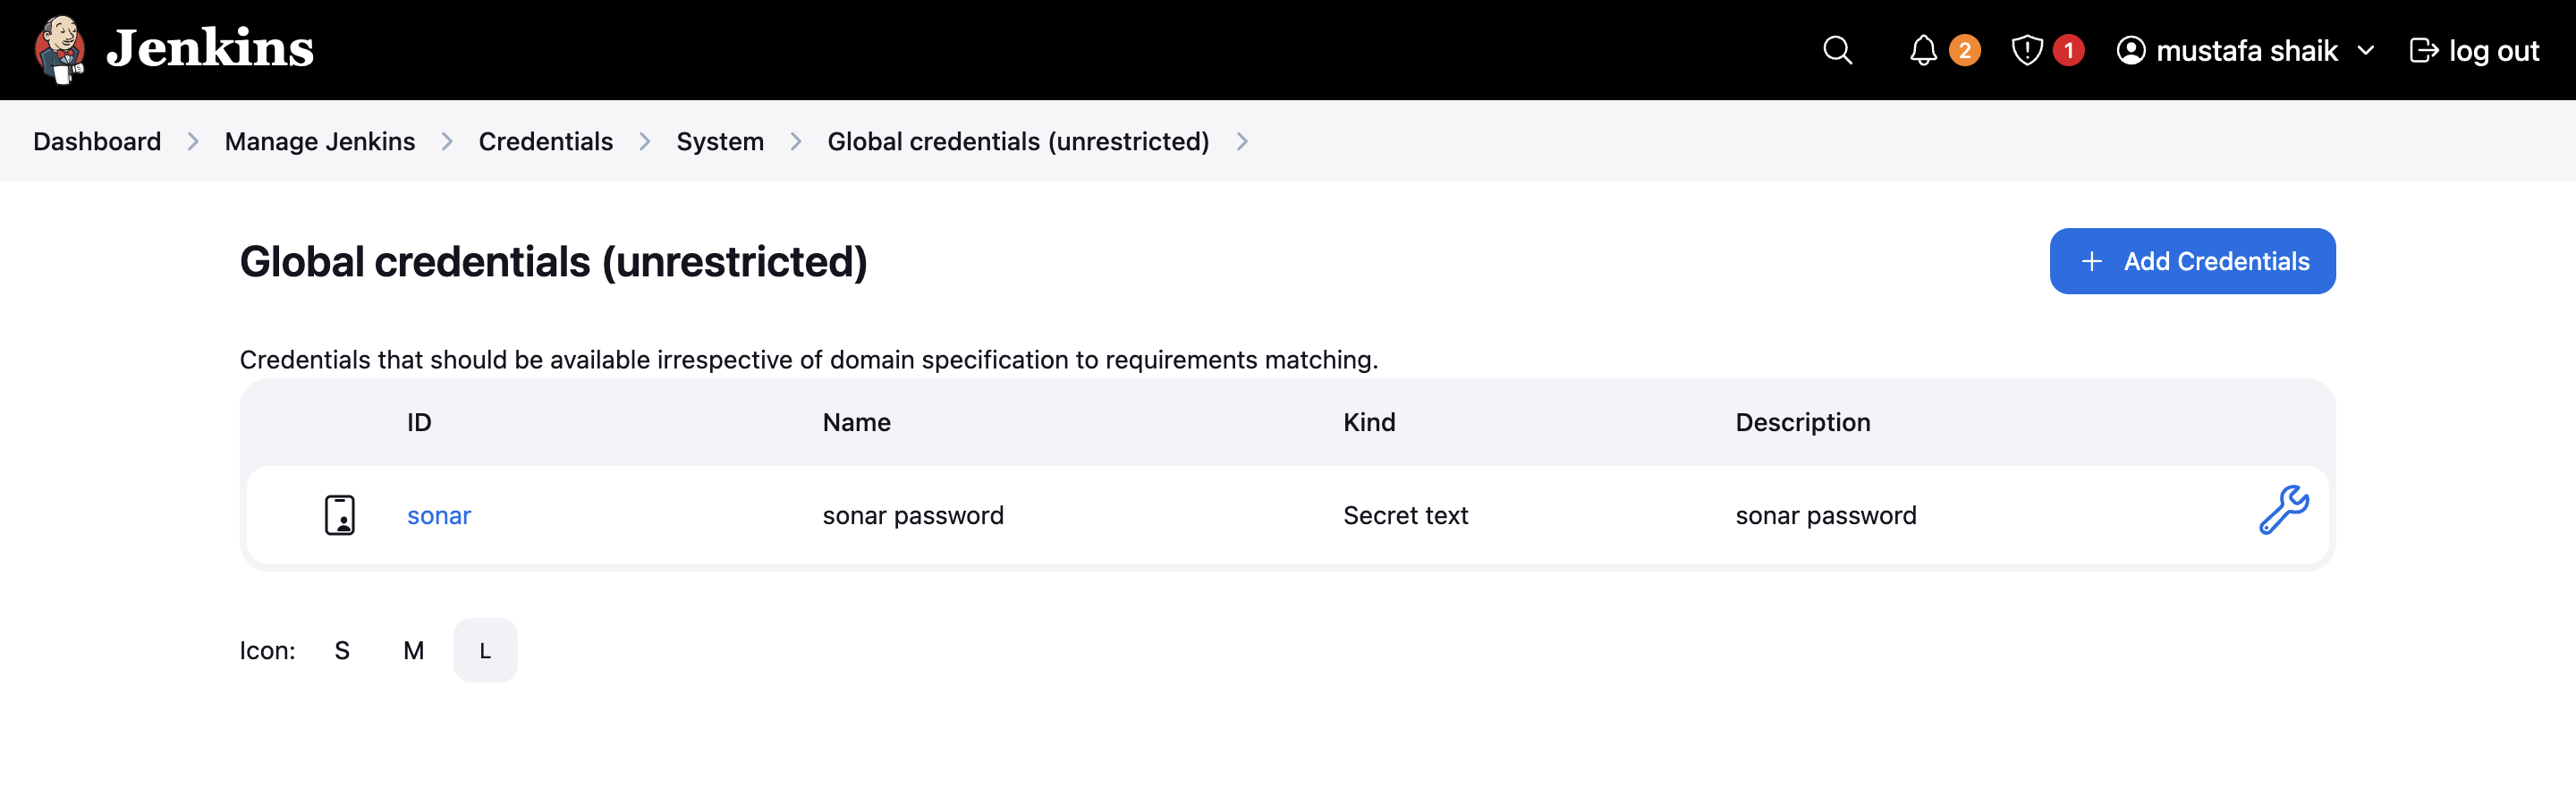 Jenkins 2 1 mustafa shaik log out
Dashboard Manage Jenkins Credentials System Global credentials (unrestricted)
Global credentials (unrestricted) Add Credentials
Credentials that should be available irrespective of domain specification to requirements matching.
ID Name Kind Description
sonar sonar password Secret text sonar password
Icon: S M L